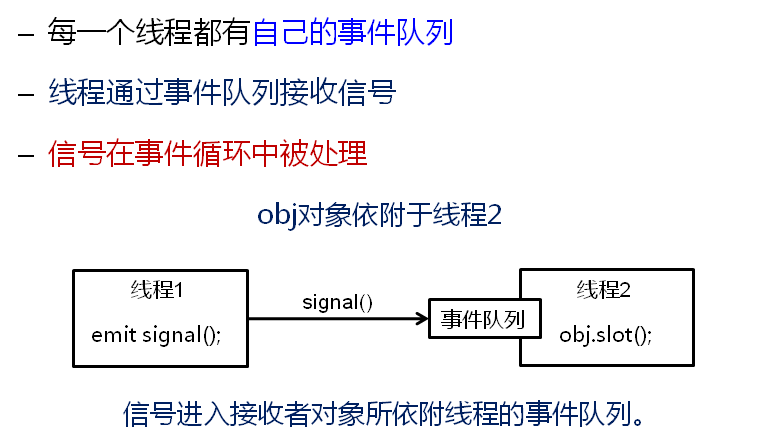 – 每一个线程都有自己的事件队列
– 线程通过事件队列接收信号
– 信号在事件循环中被处理
obj对象依附于线程2
线程1
emit signal();
signal()
事件队列
线程2
obj.slot();
信号进入接收者对象所依附线程的事件队列。